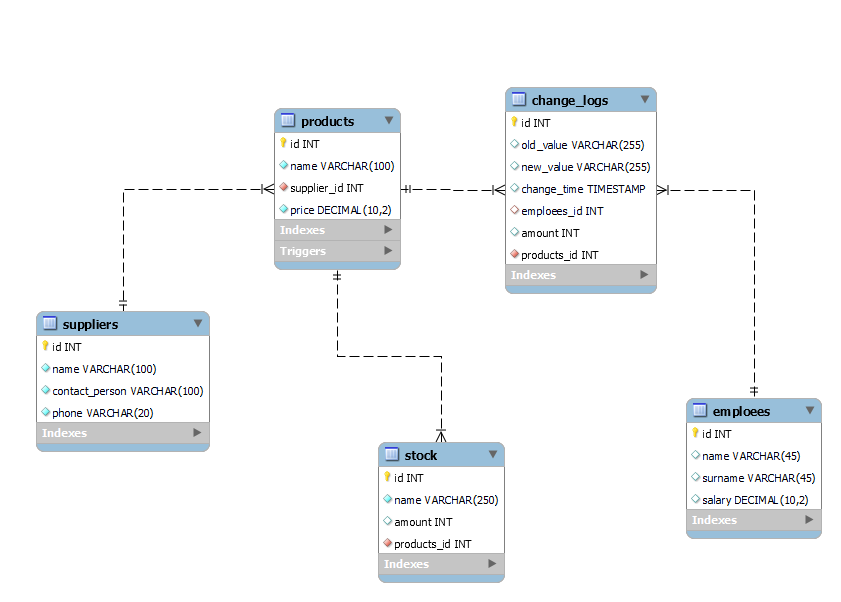 products
id INT
name VARCHAR(100)
supplier_id INT
price DECIMAL(10,2)
Indexes
Triggers
change_logs
id INT
old_value VARCHAR(255)
new_value VARCHAR(255)
change_time TIMESTAMP
emploees_id INT
amount INT
products_id INT
Indexes
suppliers
id INT
name VARCHAR(100)
contact_person VARCHAR(100)
phone VARCHAR(20)
Indexes
stock
id INT
name VARCHAR(250)
amount INT
products_id INT
Indexes
emploees
id INT
name VARCHAR(45)
surname VARCHAR(45)
salary DECIMAL(10,2)
Indexes